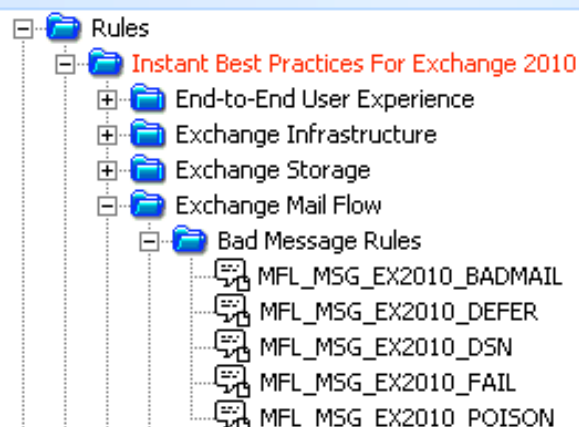 Rules
Instant Best Practices For Exchange 2010
End-to-End User Experience
Exchange Infrastructure
Exchange Storage
Exchange Mail Flow
Bad Message Rules
MFL_MSG_EX2010_BADMAIL
MFL_MSG_EX2010_DEFER
MFL_MSG_EX2010_DSN
MFL_MSG_EX2010_FAIL
MFL_MSG_EX2010_POISON